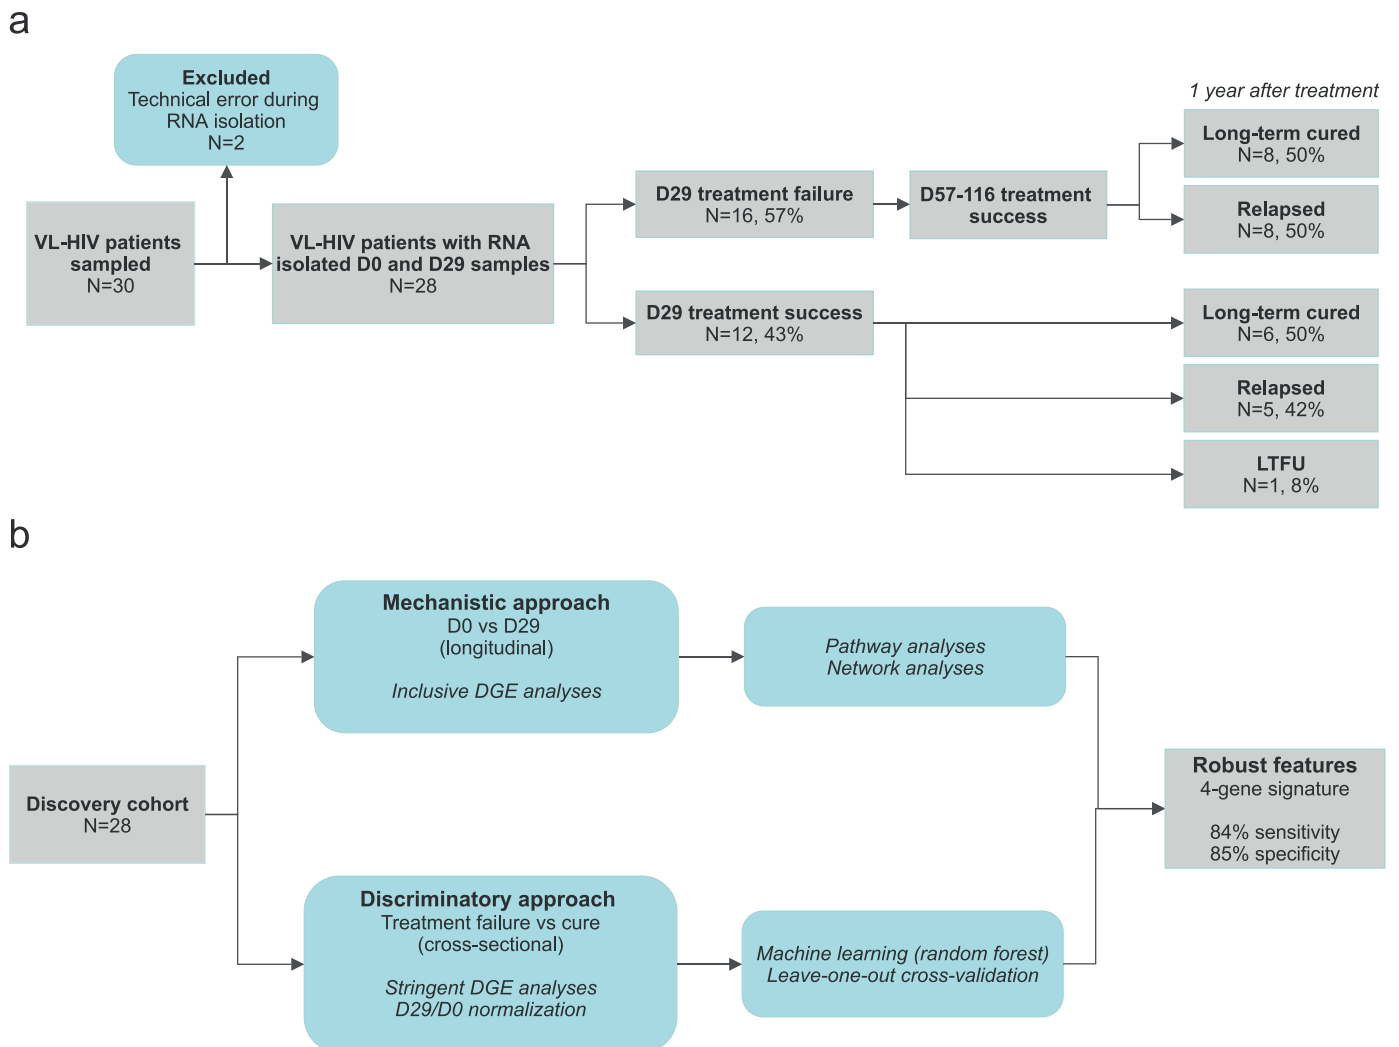 a
Excluded
Technical error during
RNA isolation
N=2
VL-HIV patients
sampled
N=30
VL-HIV patients with RNA
isolated D0 and D29 samples
N=28
D29 treatment failure
N=16, 57%
D57-116 treatment
success
D29 treatment success
N=12, 43%
1 year after treatment
Long-term cured
N=8, 50%
Relapsed
N=8, 50%
Long-term cured
N=6, 50%
Relapsed
N=5, 42%
LTFU
N=1, 8%
b
Discovery cohort
N=28
Mechanistic approach
D0 vs D29
(longitudinal)
Inclusive DGE analyses
Pathway analyses
Network analyses
Discriminatory approach
Treatment failure vs cure
(cross-sectional)
Stringent DGE analyses
D29/D0 normalization
Machine learning (random forest)
Leave-one-out cross-validation
Robust features
4-gene signature
84% sensitivity
85% specificity